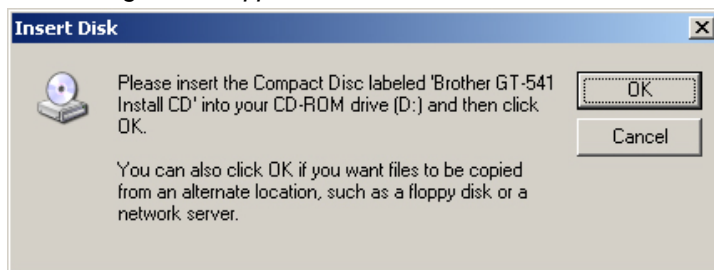 Insert Disk
Please insert the Compact Disc labeled 'Brother GT-541
Install CD' into your CD-ROM drive (D:) and then click
OK.
You can also click OK if you want files to be copied
from an alternate location, such as a floppy disk or a
network server.
OK
Cancel